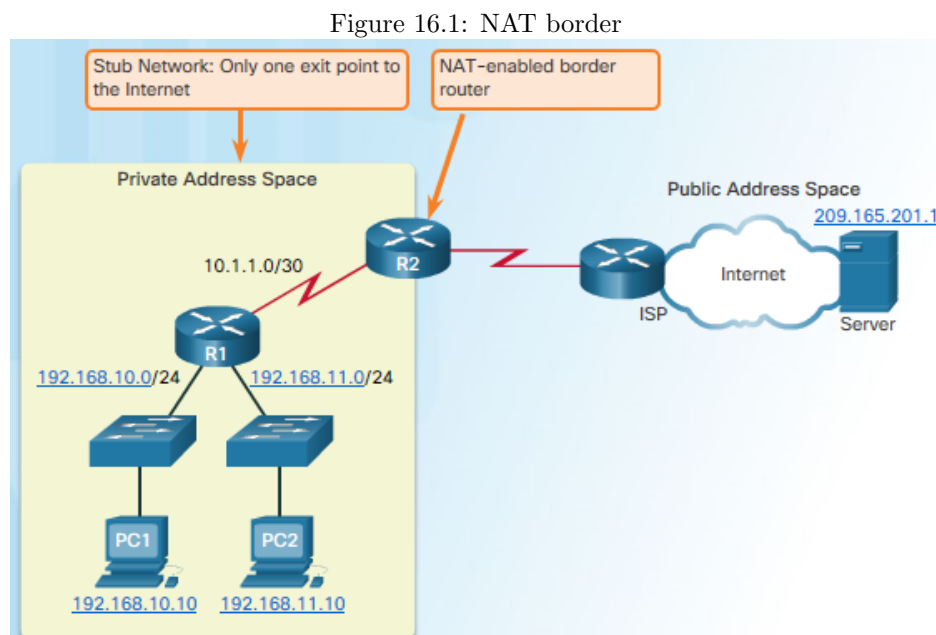 Figure 16.1: NAT border
Stub Network: Only one exit point to
the Internet
NAT-enabled border
router
Private Address Space
Public Address Space
209.165.201.1
R2
10.1.1.0/30
Internet
ISP
Server
R1
192.168.10.0/24
192.168.11.0/24
PC1
PC2
192.168.10.10
192.168.11.10